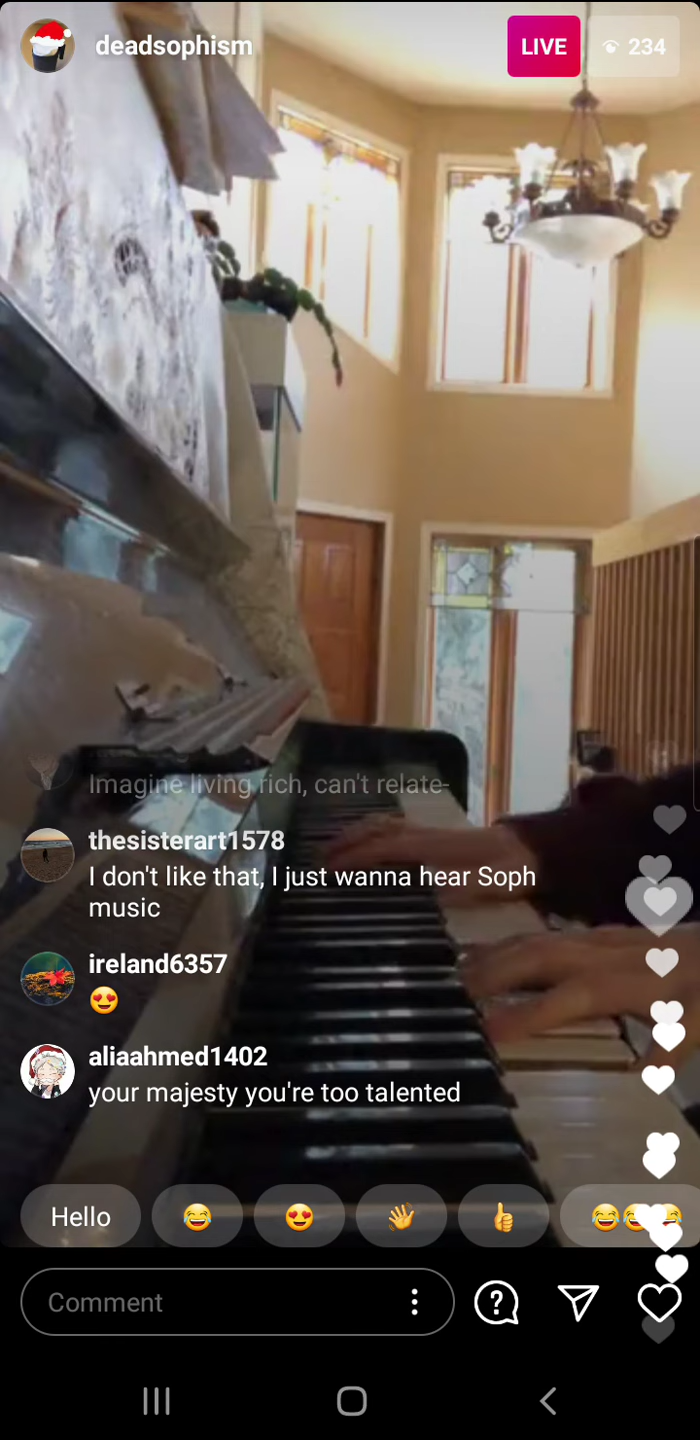 deadsophism
LIVE
234
Imagine living rich, can't relate-
thesisterart1578
I don't like that, I just wanna hear Soph
music
ireland6357
😍
aliaahmed1402
your majesty you're too talented
Hello 😂 😍 👋 👍 😂😂😂
Comment